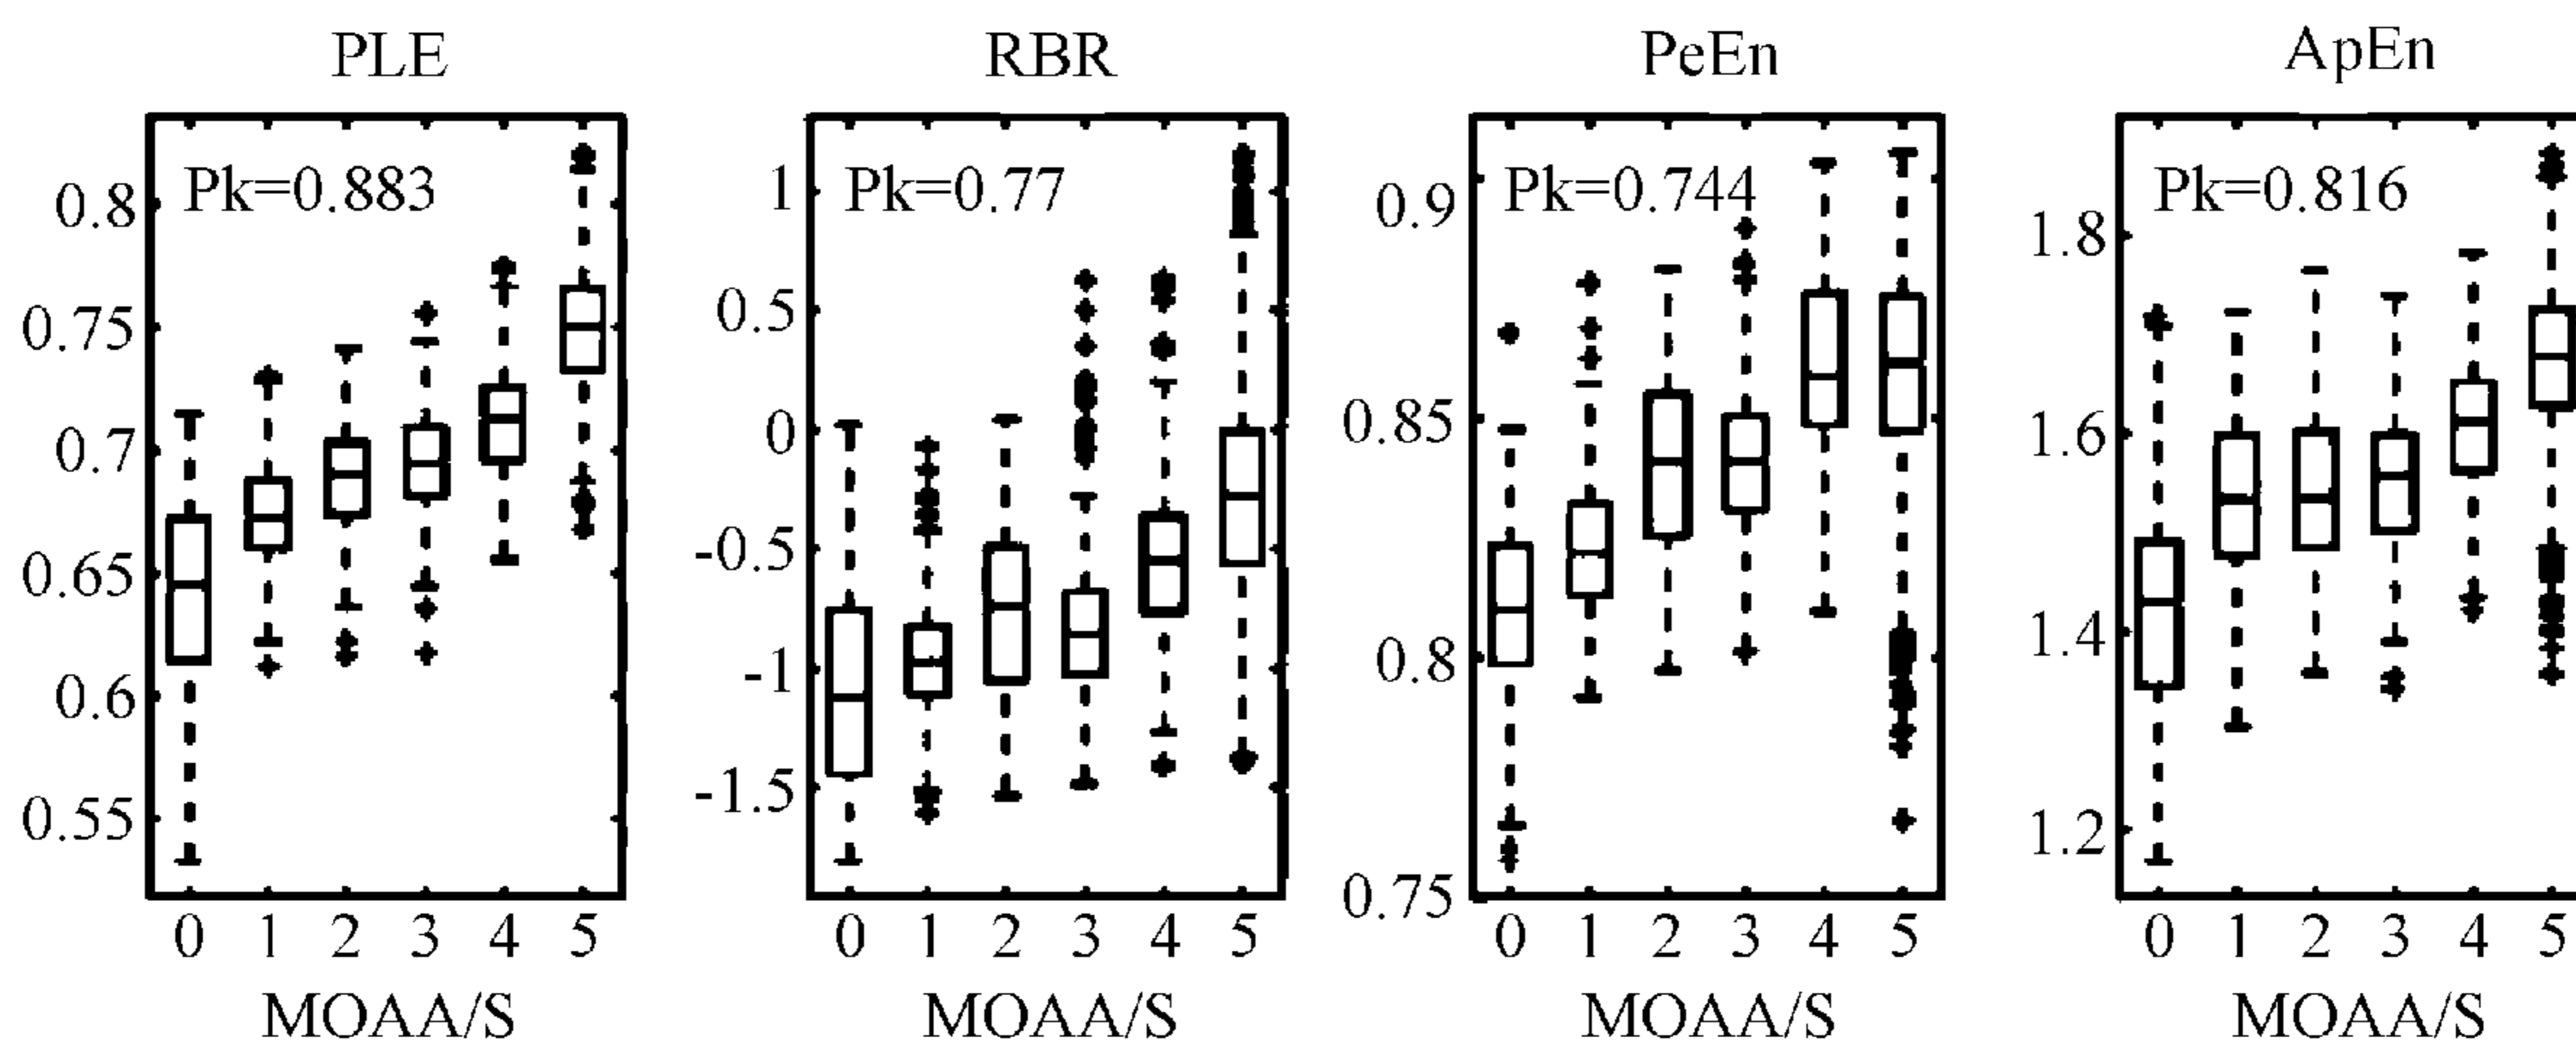 PLE
Pk=0.883
0.8
0.75
0.7
0.65
0.6
0.55
0 1 2 3 4 5
MOAA/S
RBR
Pk=0.77
1
0.5
0
-0.5
-1
-1.5
0 1 2 3 4 5
MOAA/S
PeEn
Pk=0.744
0.9
0.85
0.8
0.75
0 1 2 3 4 5
MOAA/S
ApEn
Pk=0.816
1.8
1.6
1.4
1.2
0 1 2 3 4 5
MOAA/S